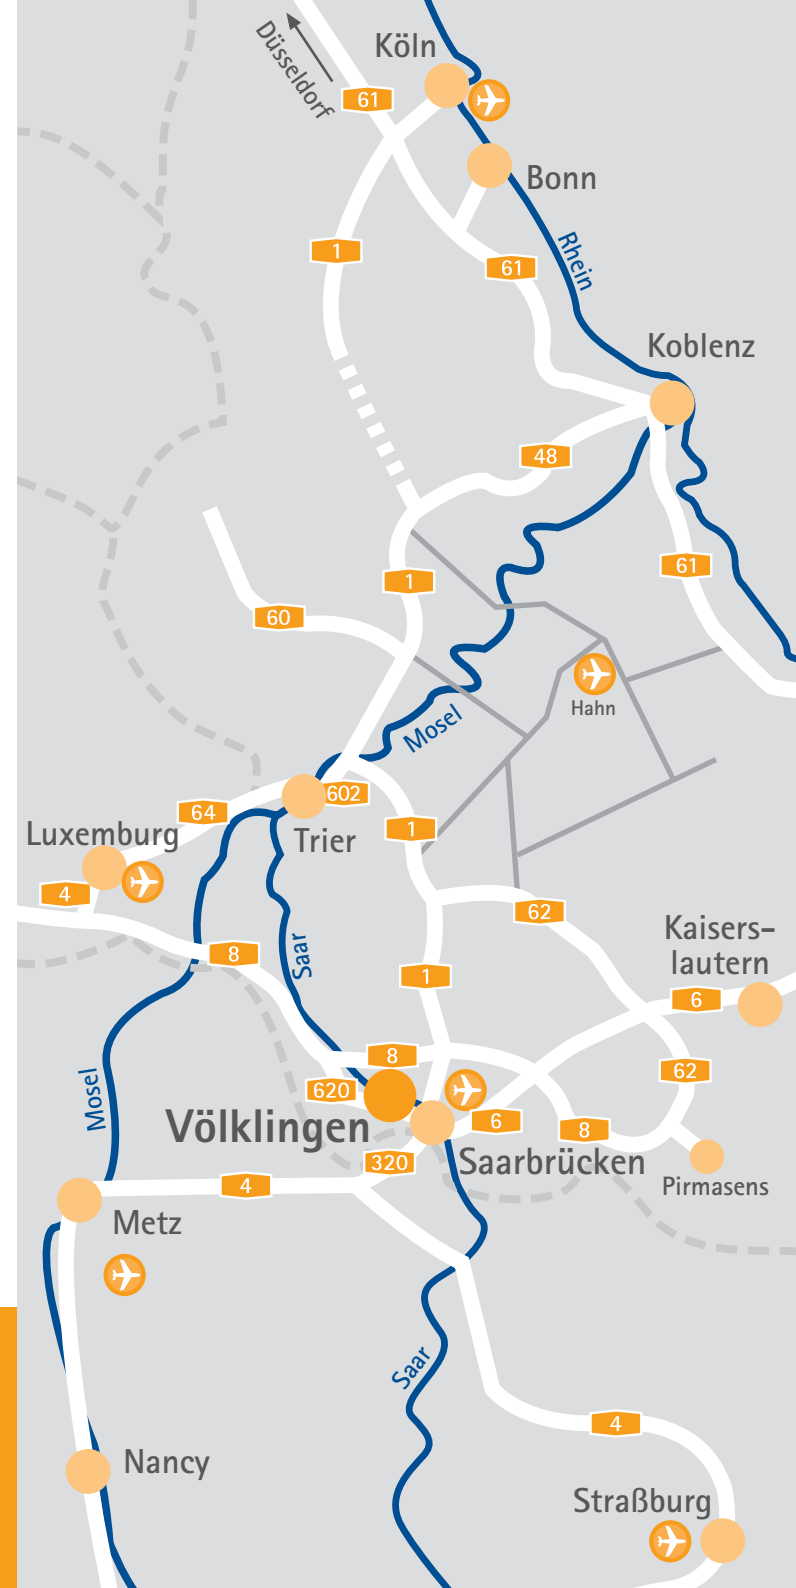 Düsseldorf
Köln
61
Bonn
1
Rhein
61
Koblenz
48
61
1
60
Hahn
Mosel
602
64
Trier
1
Luxemburg
4
62
Kaisers-
lautern
8
Saar
1
6
8
62
620
Mosel
6
8
Völklingen
320
Saarbrücken
Pirmasens
4
Metz
Saar
4
Nancy
Straßburg